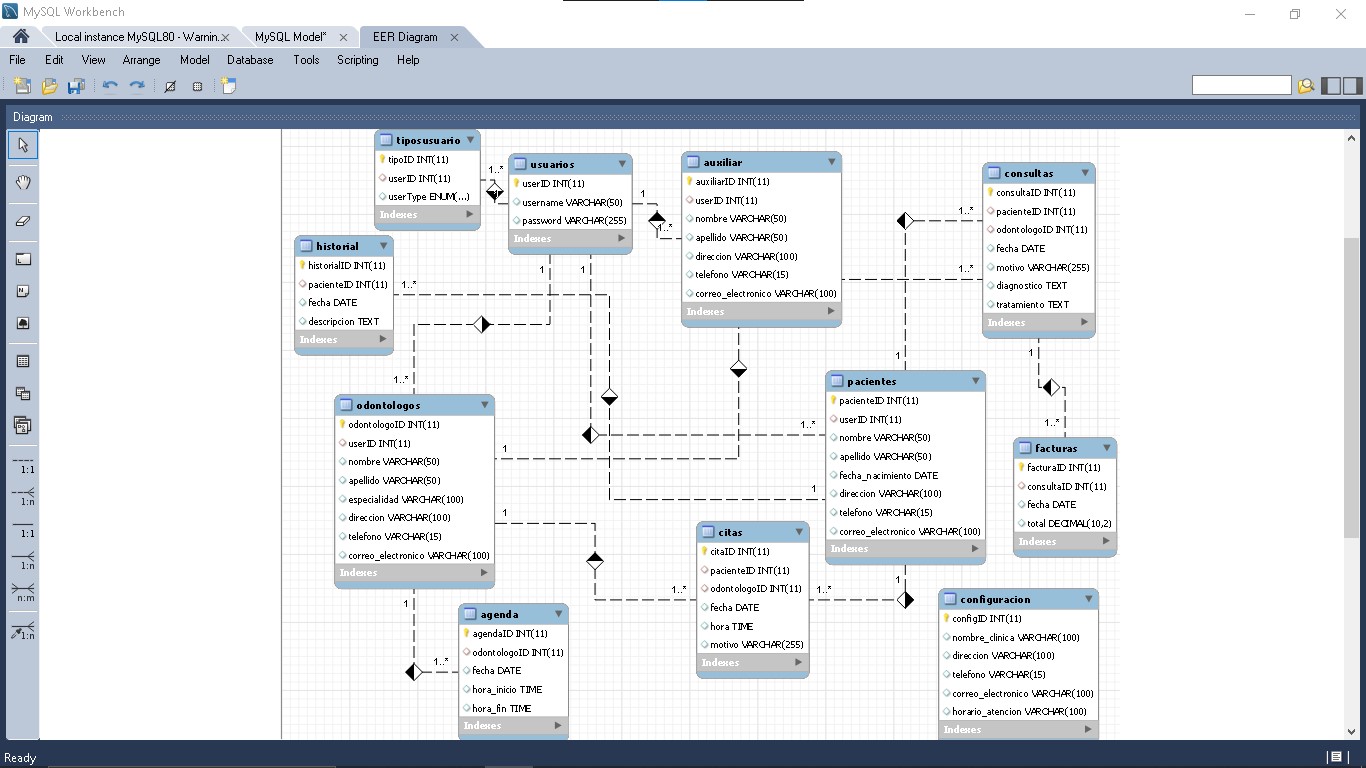 MySQL Workbench
Local instance MySQL80 - Warnin...
MySQL Model*
EER Diagram
File Edit View Arrange Model Database Tools Scripting Help
Diagram
tiposusuario
tipoID INT(11)
userID INT(11)
userType ENUM(...)
Indexes
1..*
1
usuarios
userID INT(11)
username VARCHAR(50)
password VARCHAR(255)
Indexes
1
1..*
auxiliar
auxiliarID INT(11)
userID INT(11)
nombre VARCHAR(50)
apellido VARCHAR(50)
direccion VARCHAR(100)
telefono VARCHAR(15)
correo_electronico VARCHAR(100)
Indexes
consultas
consultaID INT(11)
pacienteID INT(11)
odontologoID INT(11)
fecha DATE
motivo VARCHAR(255)
diagnostico TEXT
tratamiento TEXT
Indexes
1..*
1..*
historial
historialID INT(11)
pacienteID INT(11)
fecha DATE
descripcion TEXT
Indexes
1..*
1
1
1..*
1
1
odontologos
odontologoID INT(11)
userID INT(11)
nombre VARCHAR(50)
apellido VARCHAR(50)
especialidad VARCHAR(100)
direccion VARCHAR(100)
telefono VARCHAR(15)
correo_electronico VARCHAR(100)
Indexes
1
1
1
pacientes
pacienteID INT(11)
userID INT(11)
nombre VARCHAR(50)
apellido VARCHAR(50)
fecha_nacimiento DATE
direccion VARCHAR(100)
telefono VARCHAR(15)
correo_electronico VARCHAR(100)
Indexes
1..*
1
1
1..*
facturas
facturaID INT(11)
consultaID INT(11)
fecha DATE
total DECIMAL(10,2)
Indexes
citas
citaID INT(11)
pacienteID INT(11)
odontologoID INT(11)
fecha DATE
hora TIME
motivo VARCHAR(255)
Indexes
1..*
1..*
agenda
agendaID INT(11)
odontologoID INT(11)
fecha DATE
hora_inicio TIME
hora_fin TIME
Indexes
1..*
configuracion
configID INT(11)
nombre_clinica VARCHAR(100)
direccion VARCHAR(100)
telefono VARCHAR(15)
correo_electronico VARCHAR(100)
horario_atencion VARCHAR(100)
Indexes
1:1
1:n
1:1
1:n
n:m
1:n
Ready